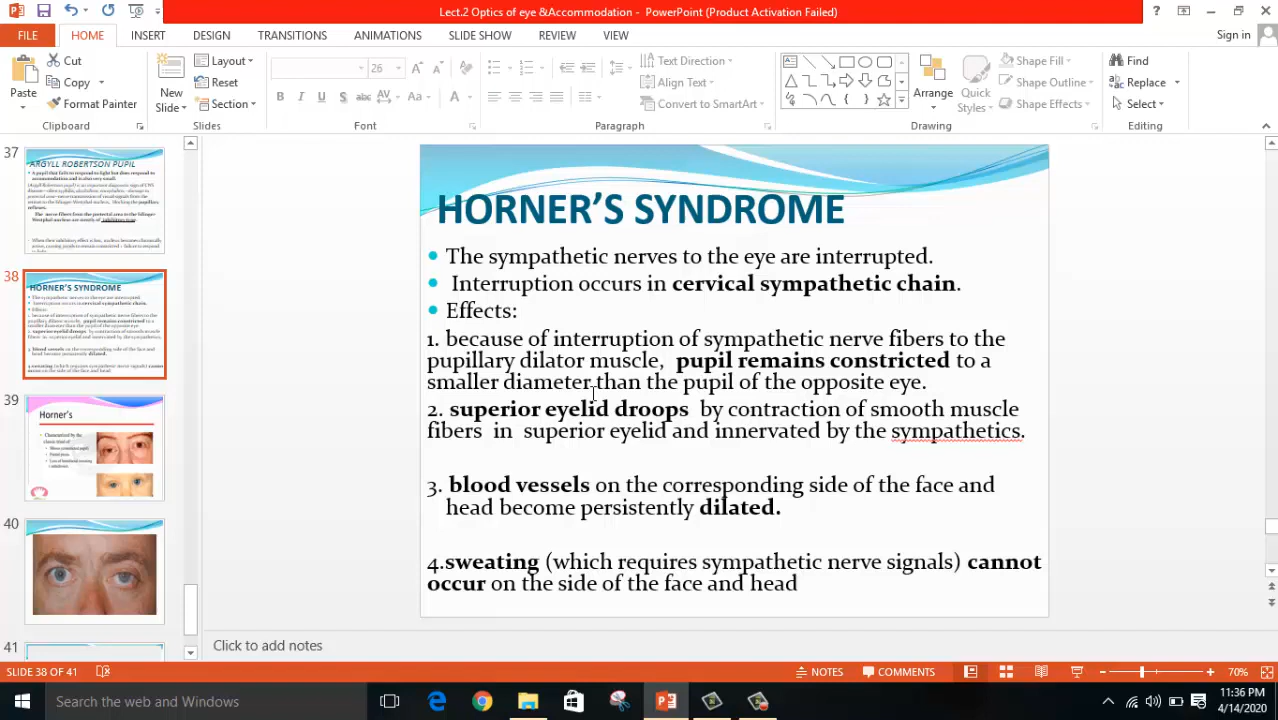 Lect.2 Optics of eye &Accommodation - PowerPoint (Product Activation Failed)
FILE HOME INSERT DESIGN TRANSITIONS ANIMATIONS SLIDE SHOW REVIEW VIEW Sign in
Cut Layout 26 Text Direction Shape Fill Find
Copy Reset Align Text Shape Outline Replace
Paste Format Painter New Slide Section B I U S abc AV Aa A Convert to SmartArt Arrange Quick Styles Shape Effects Select
Clipboard Slides Font Paragraph Drawing Editing
37
ARGYLL ROBERTSON PUPIL
38
HORNER'S SYNDROME
39
Horner's
40
41
HORNER'S SYNDROME
The sympathetic nerves to the eye are interrupted.
Interruption occurs in cervical sympathetic chain.
Effects:
1. because of interruption of sympathetic nerve fibers to the
pupillary dilator muscle, pupil remains constricted to a
smaller diameter than the pupil of the opposite eye.
2. superior eyelid droops by contraction of smooth muscle
fibers in superior eyelid and innervated by the sympathetics.
3. blood vessels on the corresponding side of the face and
head become persistently dilated.
4.sweating (which requires sympathetic nerve signals) cannot
occur on the side of the face and head
Click to add notes
SLIDE 38 OF 41 NOTES COMMENTS 70%
Search the web and Windows
11:36 PM
4/14/2020